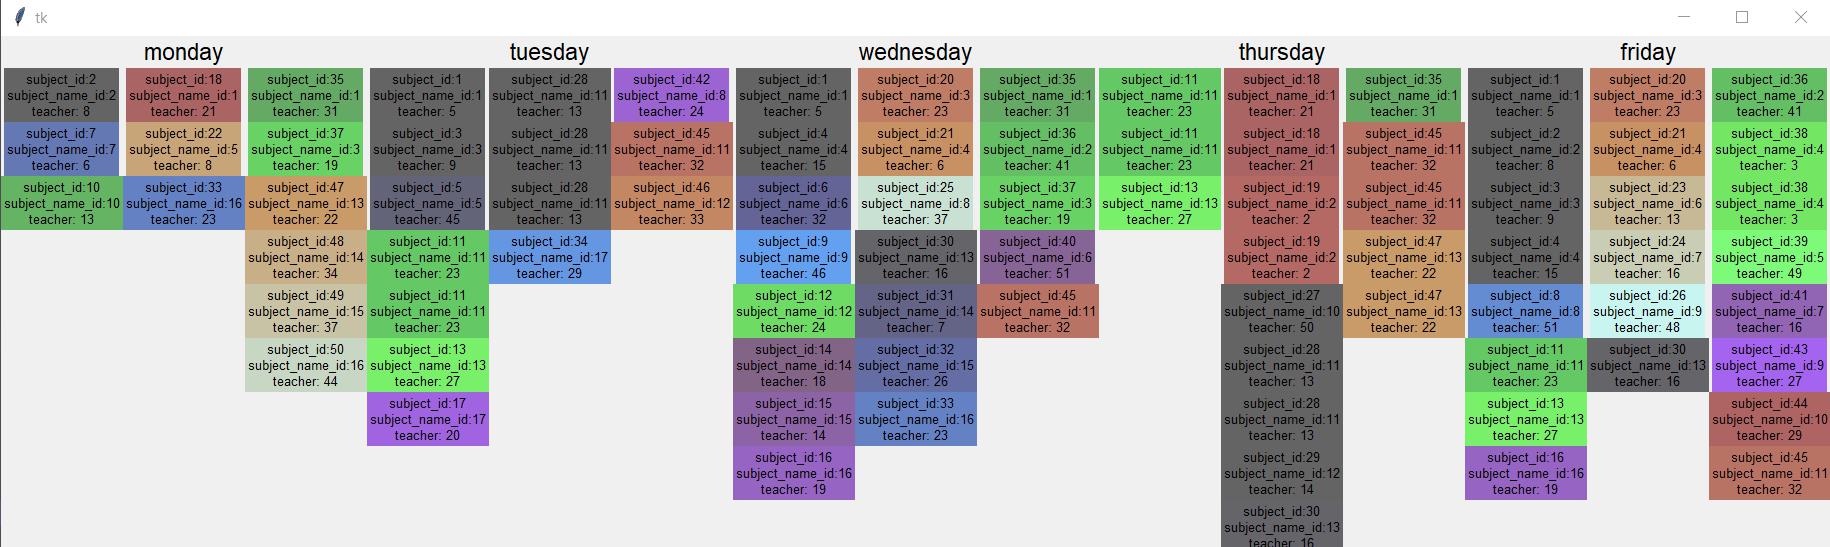 tk
monday
subject_id:2
subject_name_id:2
teacher: 8
subject_id:7
subject_name_id:7
teacher: 6
subject_id:10
subject_name_id:10
teacher: 13
subject_id:18
subject_name_id:1
teacher: 21
subject_id:22
subject_name_id:5
teacher: 8
subject_id:33
subject_name_id:16
teacher: 23
subject_id:35
subject_name_id:1
teacher: 31
subject_id:37
subject_name_id:3
teacher: 19
subject_id:47
subject_name_id:13
teacher: 22
subject_id:48
subject_name_id:14
teacher: 34
subject_id:49
subject_name_id:15
teacher: 37
subject_id:50
subject_name_id:16
teacher: 44
tuesday
subject_id:1
subject_name_id:1
teacher: 5
subject_id:3
subject_name_id:3
teacher: 9
subject_id:5
subject_name_id:5
teacher: 45
subject_id:11
subject_name_id:11
teacher: 23
subject_id:11
subject_name_id:11
teacher: 23
subject_id:13
subject_name_id:13
teacher: 27
subject_id:17
subject_name_id:17
teacher: 20
subject_id:28
subject_name_id:11
teacher: 13
subject_id:28
subject_name_id:11
teacher: 13
subject_id:28
subject_name_id:11
teacher: 13
subject_id:34
subject_name_id:17
teacher: 29
subject_id:42
subject_name_id:8
teacher: 24
subject_id:45
subject_name_id:11
teacher: 32
subject_id:46
subject_name_id:12
teacher: 33
wednesday
subject_id:1
subject_name_id:1
teacher: 5
subject_id:4
subject_name_id:4
teacher: 15
subject_id:6
subject_name_id:6
teacher: 32
subject_id:9
subject_name_id:9
teacher: 46
subject_id:12
subject_name_id:12
teacher: 24
subject_id:14
subject_name_id:14
teacher: 18
subject_id:15
subject_name_id:15
teacher: 14
subject_id:16
subject_name_id:16
teacher: 19
subject_id:20
subject_name_id:3
teacher: 23
subject_id:21
subject_name_id:4
teacher: 6
subject_id:25
subject_name_id:8
teacher: 37
subject_id:30
subject_name_id:13
teacher: 16
subject_id:31
subject_name_id:14
teacher: 7
subject_id:32
subject_name_id:15
teacher: 26
subject_id:33
subject_name_id:16
teacher: 23
subject_id:35
subject_name_id:1
teacher: 31
subject_id:36
subject_name_id:2
teacher: 41
subject_id:37
subject_name_id:3
teacher: 19
subject_id:40
subject_name_id:6
teacher: 51
subject_id:45
subject_name_id:11
teacher: 32
thursday
subject_id:11
subject_name_id:11
teacher: 23
subject_id:11
subject_name_id:11
teacher: 23
subject_id:13
subject_name_id:13
teacher: 27
subject_id:18
subject_name_id:1
teacher: 21
subject_id:18
subject_name_id:1
teacher: 21
subject_id:19
subject_name_id:2
teacher: 2
subject_id:19
subject_name_id:2
teacher: 2
subject_id:27
subject_name_id:10
teacher: 50
subject_id:28
subject_name_id:11
teacher: 13
subject_id:28
subject_name_id:11
teacher: 13
subject_id:29
subject_name_id:12
teacher: 14
subject_id:30
subject_name_id:13
teacher: 16
subject_id:35
subject_name_id:1
teacher: 31
subject_id:45
subject_name_id:11
teacher: 32
subject_id:45
subject_name_id:11
teacher: 32
subject_id:47
subject_name_id:13
teacher: 22
subject_id:47
subject_name_id:13
teacher: 22
friday
subject_id:1
subject_name_id:1
teacher: 5
subject_id:2
subject_name_id:2
teacher: 8
subject_id:3
subject_name_id:3
teacher: 9
subject_id:4
subject_name_id:4
teacher: 15
subject_id:8
subject_name_id:8
teacher: 51
subject_id:11
subject_name_id:11
teacher: 23
subject_id:13
subject_name_id:13
teacher: 27
subject_id:16
subject_name_id:16
teacher: 19
subject_id:20
subject_name_id:3
teacher: 23
subject_id:21
subject_name_id:4
teacher: 6
subject_id:23
subject_name_id:6
teacher: 13
subject_id:24
subject_name_id:7
teacher: 16
subject_id:26
subject_name_id:9
teacher: 48
subject_id:30
subject_name_id:13
teacher: 16
subject_id:36
subject_name_id:2
teacher: 41
subject_id:38
subject_name_id:4
teacher: 3
subject_id:38
subject_name_id:4
teacher: 3
subject_id:39
subject_name_id:5
teacher: 49
subject_id:41
subject_name_id:7
teacher: 16
subject_id:43
subject_name_id:9
teacher: 27
subject_id:44
subject_name_id:10
teacher: 29
subject_id:45
subject_name_id:11
teacher: 32